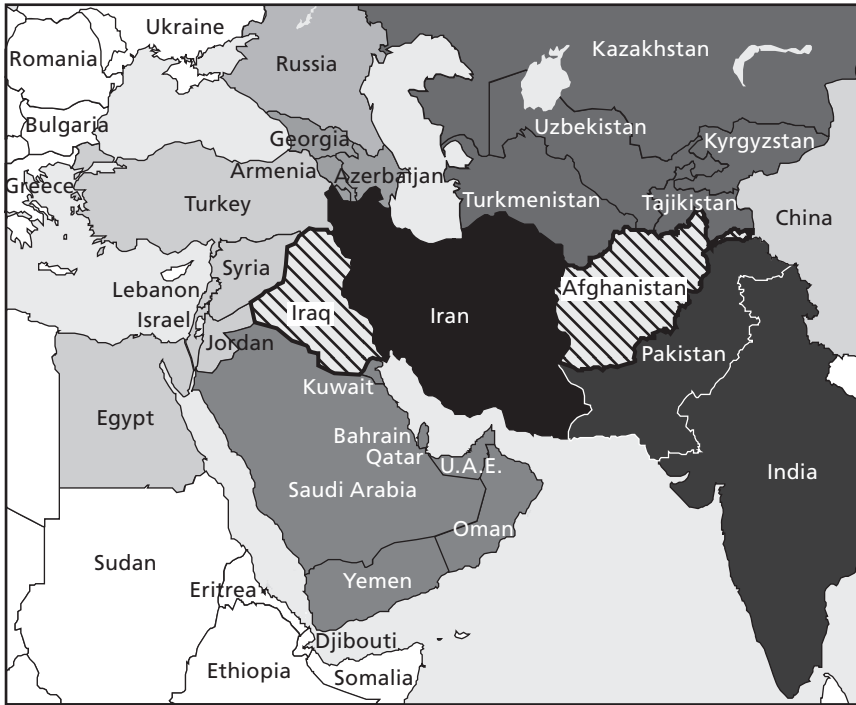 Ukraine
Romania
Kazakhstan
Russia
Bulgaria
Uzbekistan
Georgia
Kyrgyzstan
Armenia
Azerbaijan
Greece
Turkey
Turkmenistan
Tajikistan
China
Syria
Lebanon
Afghanistan
Israel
Iraq
Iran
Jordan
Pakistan
Kuwait
Egypt
Bahrain
Qatar
U.A.E.
India
Saudi Arabia
Oman
Sudan
Yemen
Eritrea
Djibouti
Ethiopia
Somalia